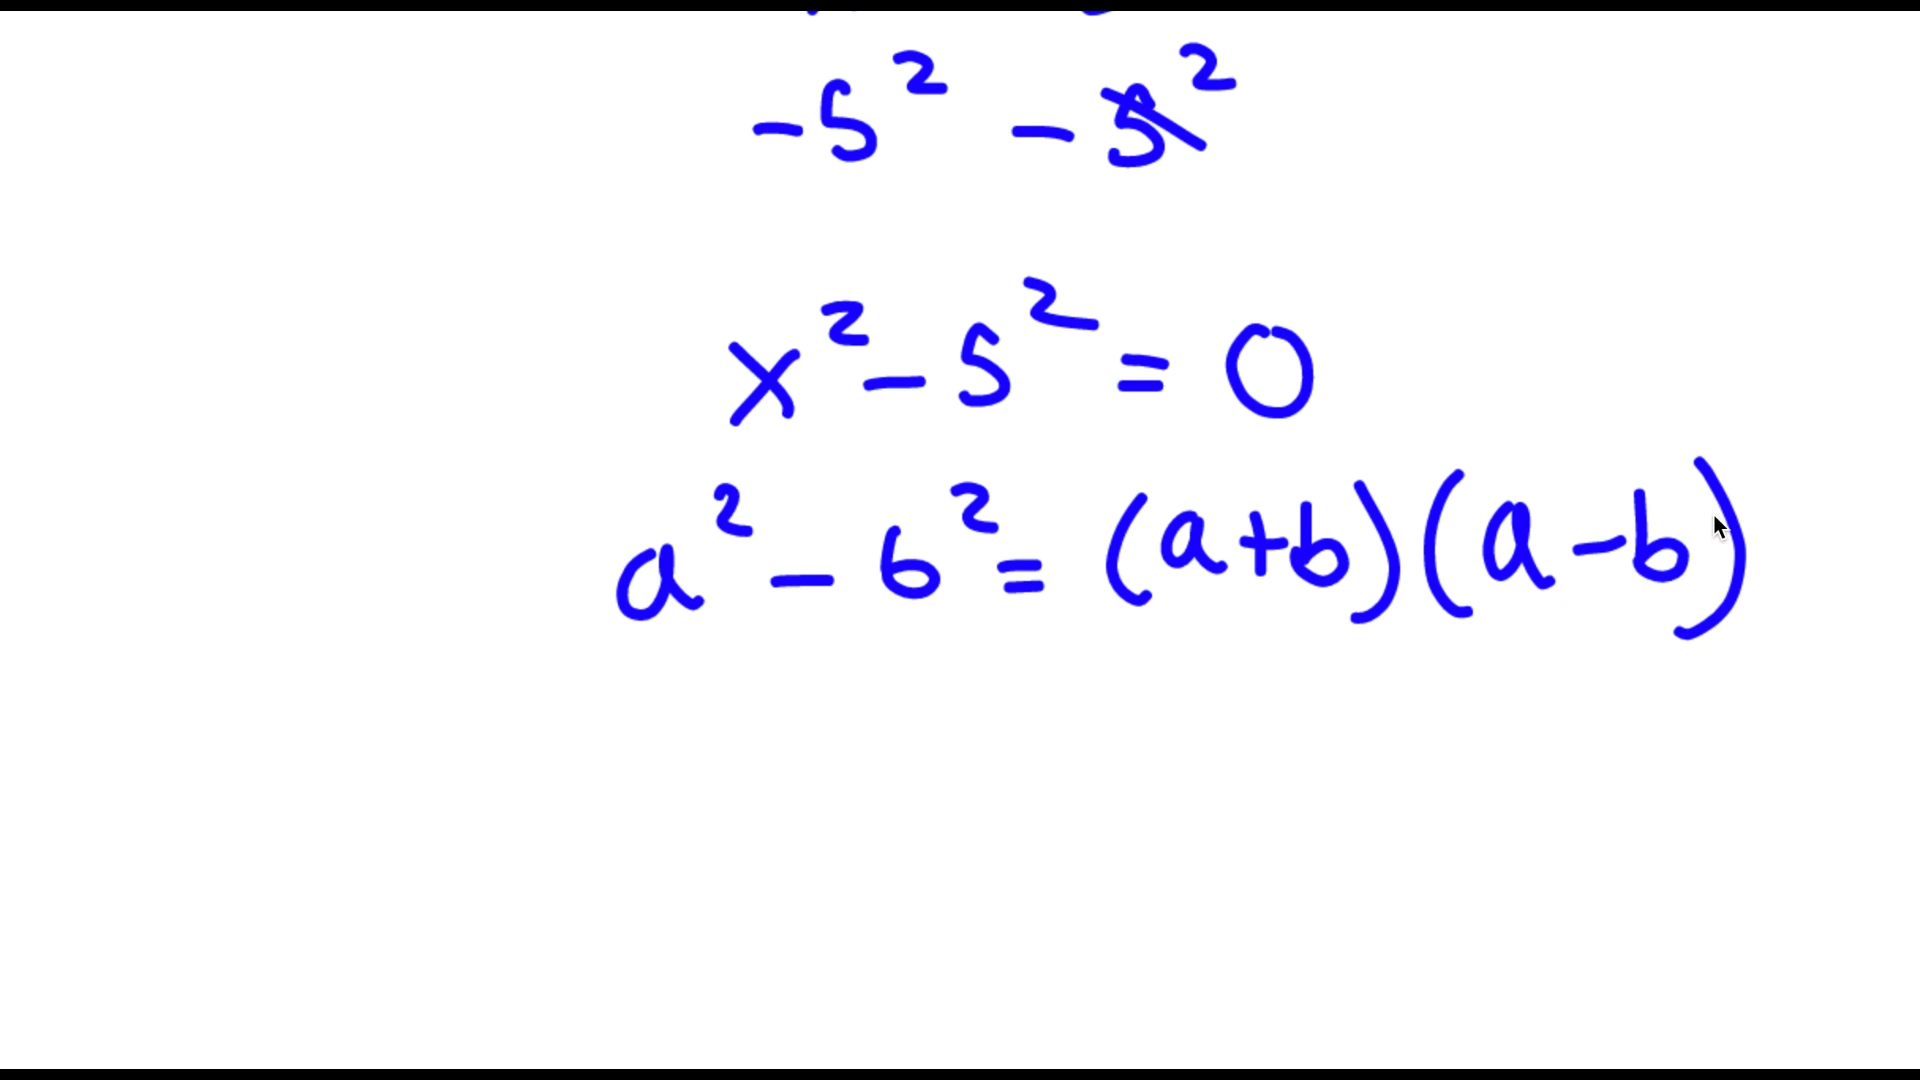 -5² -5²
x² - 5² = 0
a² - b² = (a+b)(a-b)